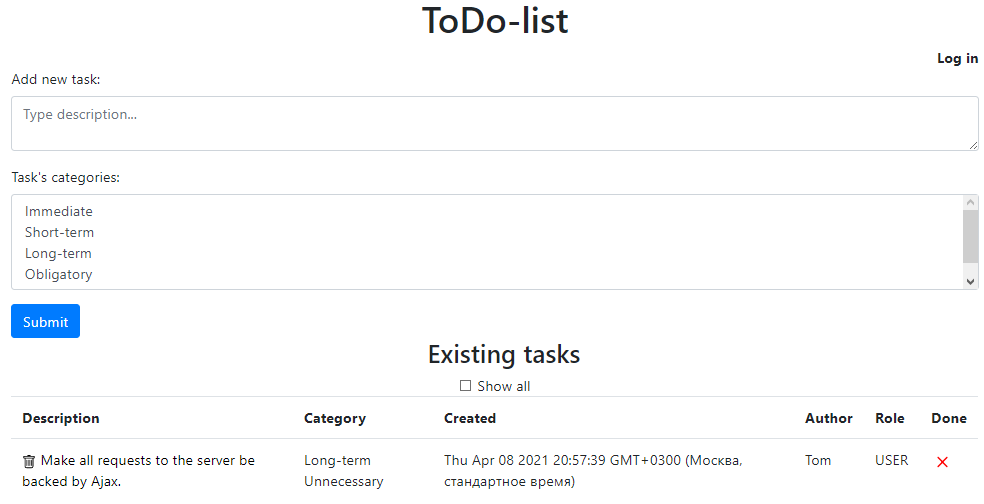 ToDo-list
Log in
Add new task:
Type description...
Task's categories:
Immediate
Short-term
Long-term
Obligatory
Submit
Existing tasks
Show all
Description Category Created Author Role Done
Make all requests to the server be
backed by Ajax.
Long-term
Unnecessary
Thu Apr 08 2021 20:57:39 GMT+0300 (Москва,
стандартное время)
Tom
USER